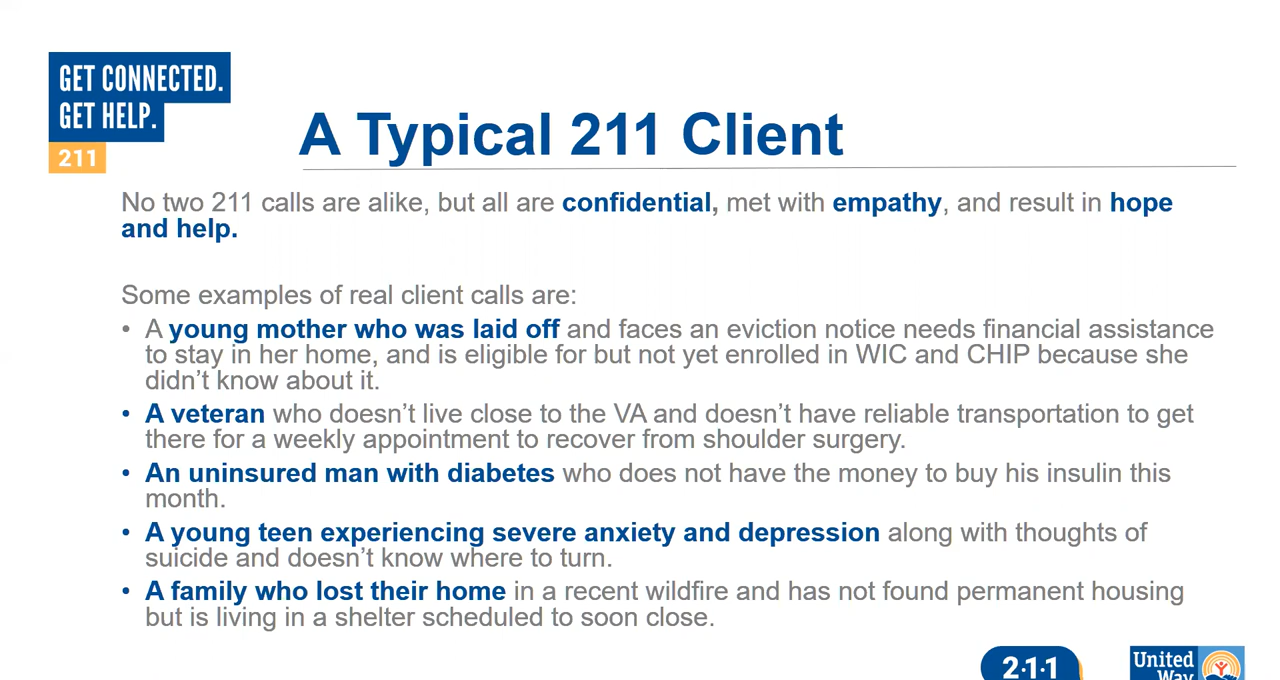 GET CONNECTED.
GET HELP.
211
A Typical 211 Client
No two 211 calls are alike, but all are confidential, met with empathy, and result in hope
and help.
Some examples of real client calls are:
• A young mother who was laid off and faces an eviction notice needs financial assistance
to stay in her home, and is eligible for but not yet enrolled in WIC and CHIP because she
didn’t know about it.
• A veteran who doesn’t live close to the VA and doesn’t have reliable transportation to get
there for a weekly appointment to recover from shoulder surgery.
• An uninsured man with diabetes who does not have the money to buy his insulin this
month.
• A young teen experiencing severe anxiety and depression along with thoughts of
suicide and doesn’t know where to turn.
• A family who lost their home in a recent wildfire and has not found permanent housing
but is living in a shelter scheduled to soon close.
2·1·1
United
Way